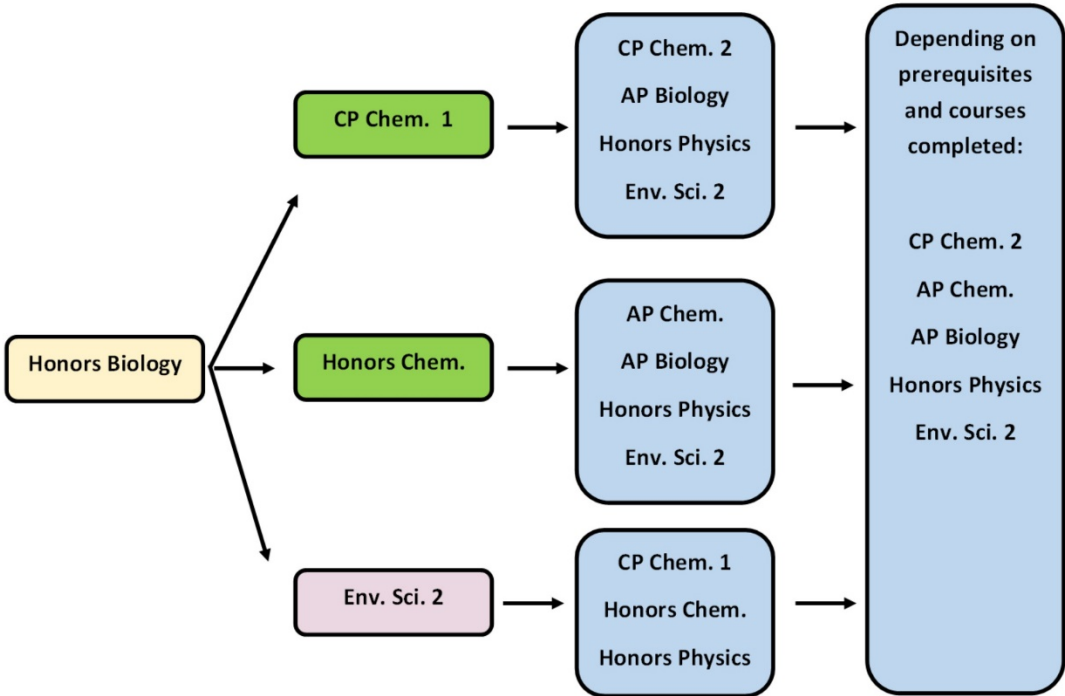 Honors Biology
CP Chem. 1
Honors Chem.
Env. Sci. 2
CP Chem. 2
AP Biology
Honors Physics
Env. Sci. 2
AP Chem.
AP Biology
Honors Physics
Env. Sci. 2
CP Chem. 1
Honors Chem.
Honors Physics
Depending on
prerequisites
and courses
completed:
CP Chem. 2
AP Chem.
AP Biology
Honors Physics
Env. Sci. 2